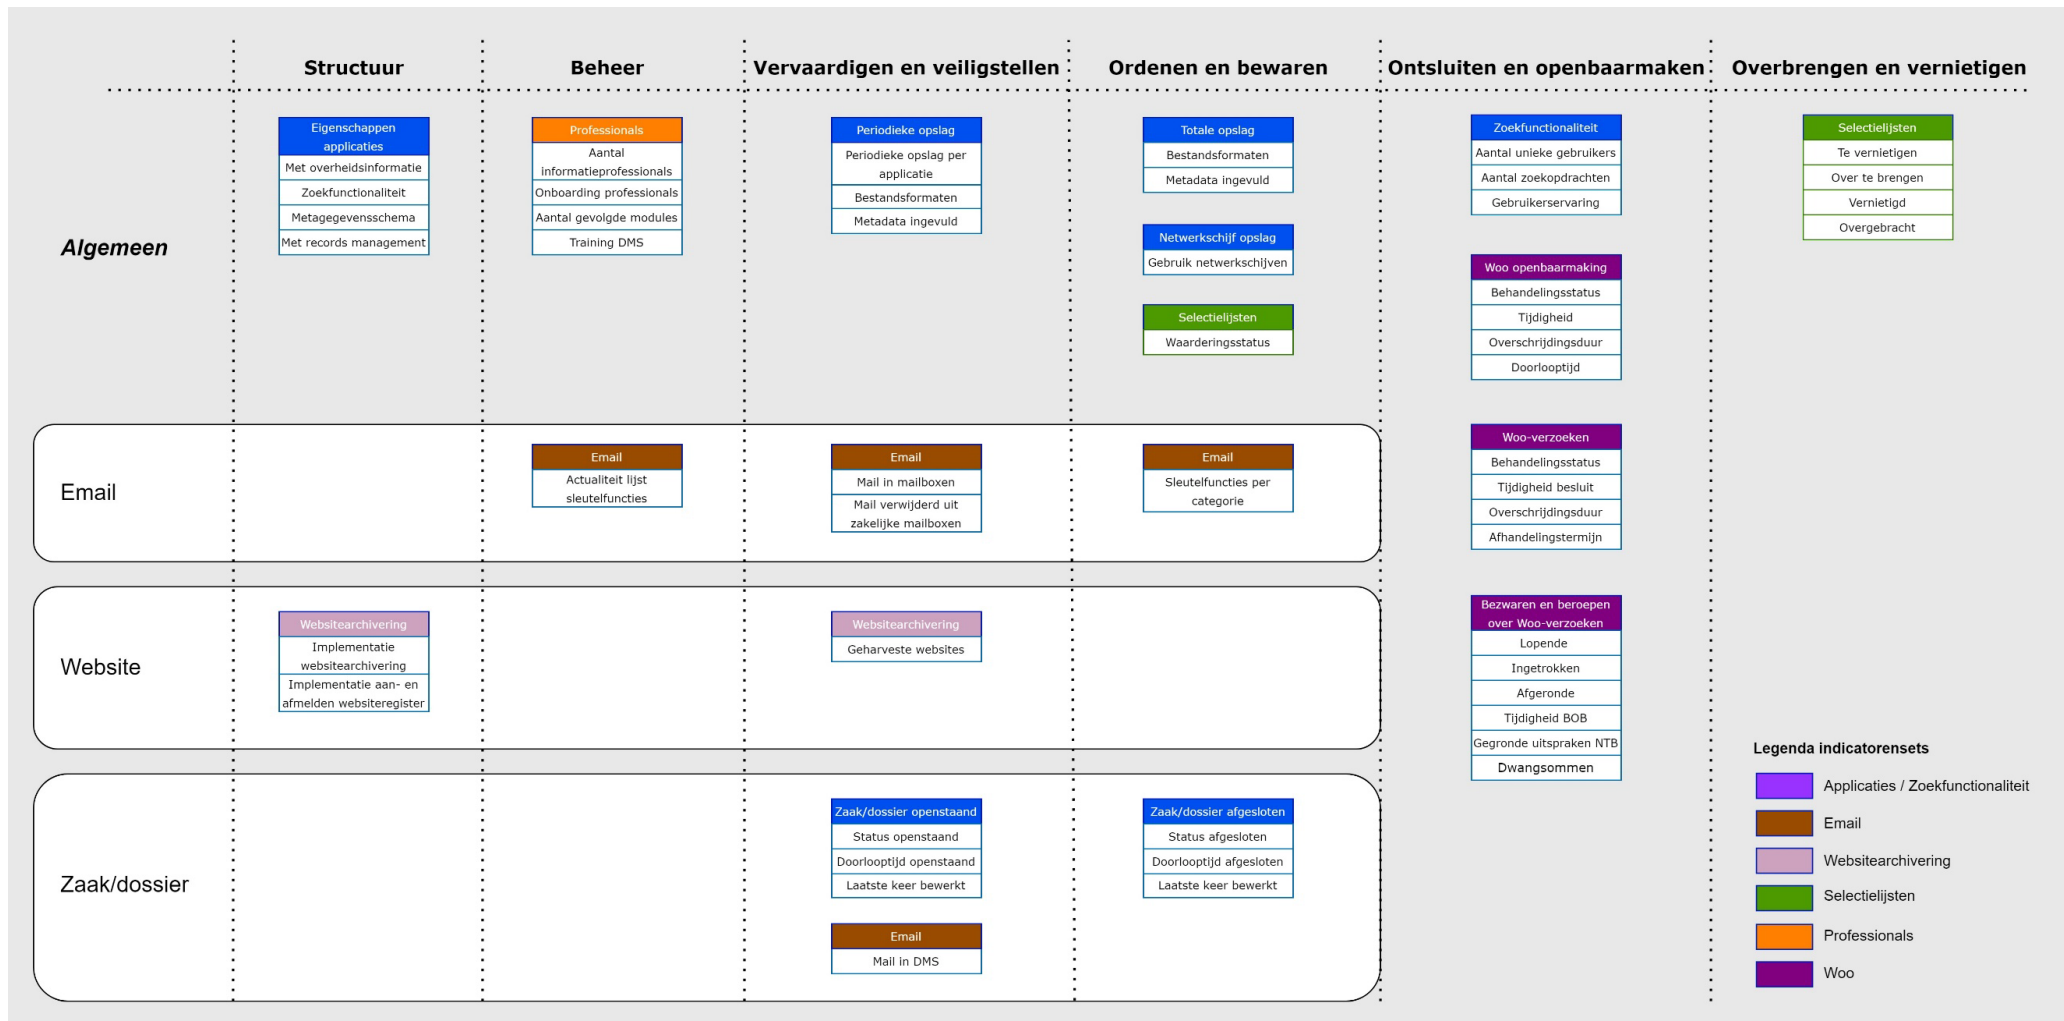 Structuur
Beheer
Vervaardigen en veiligstellen
Ordenen en bewaren
Ontsluiten en openbaarmaken
Overbrengen en vernietigen
Algemeen
Eigenschappen
applicaties
Met overheidsinformatie
Zoekfunctionaliteit
Metagegevensschema
Met records management
Professionals
Aantal
informatieprofessionals
Onboarding professionals
Aantal gevolgde modules
Training DMS
Periodieke opslag
Periodieke opslag per
applicatie
Bestandsformaten
Metadata ingevuld
Totale opslag
Bestandsformaten
Metadata ingevuld
Netwerkschijf opslag
Gebruik netwerkschijven
Selectielijsten
Waarderingsstatus
Zoekfunctionaliteit
Aantal unieke gebruikers
Aantal zoekopdrachten
Gebruikerservaring
Woo openbaarmaking
Behandelingsstatus
Tijdigheid
Overschrijdingsduur
Doorlooptijd
Selectielijsten
Te vernietigen
Over te brengen
Vernietigd
Overgebracht
Email
Email
Actualiteit lijst
sleutelfuncties
Email
Mail in mailboxen
Mail verwijderd uit
zakelijke mailboxen
Email
Sleutelfuncties per
categorie
Woo-verzoeken
Behandelingsstatus
Tijdigheid besluit
Overschrijdingsduur
Afhandelingstermijn
Website
Websitearchivering
Implementatie
websitearchivering
Implementatie aan- en
afmelden websiteregister
Websitearchivering
Geharveste websites
Bezwaren en beroepen
over Woo-verzoeken
Lopende
Ingetrokken
Afgeronde
Tijdigheid BOB
Gegronde uitspraken NTB
Dwangsommen
Zaak/dossier
Zaak/dossier openstaand
Status openstaand
Doorlooptijd openstaand
Laatste keer bewerkt
Email
Mail in DMS
Zaak/dossier afgesloten
Status afgesloten
Doorlooptijd afgesloten
Laatste keer bewerkt
Legenda indicatorensets
Applicaties / Zoekfunctionaliteit
Email
Websitearchivering
Selectielijsten
Professionals
Woo